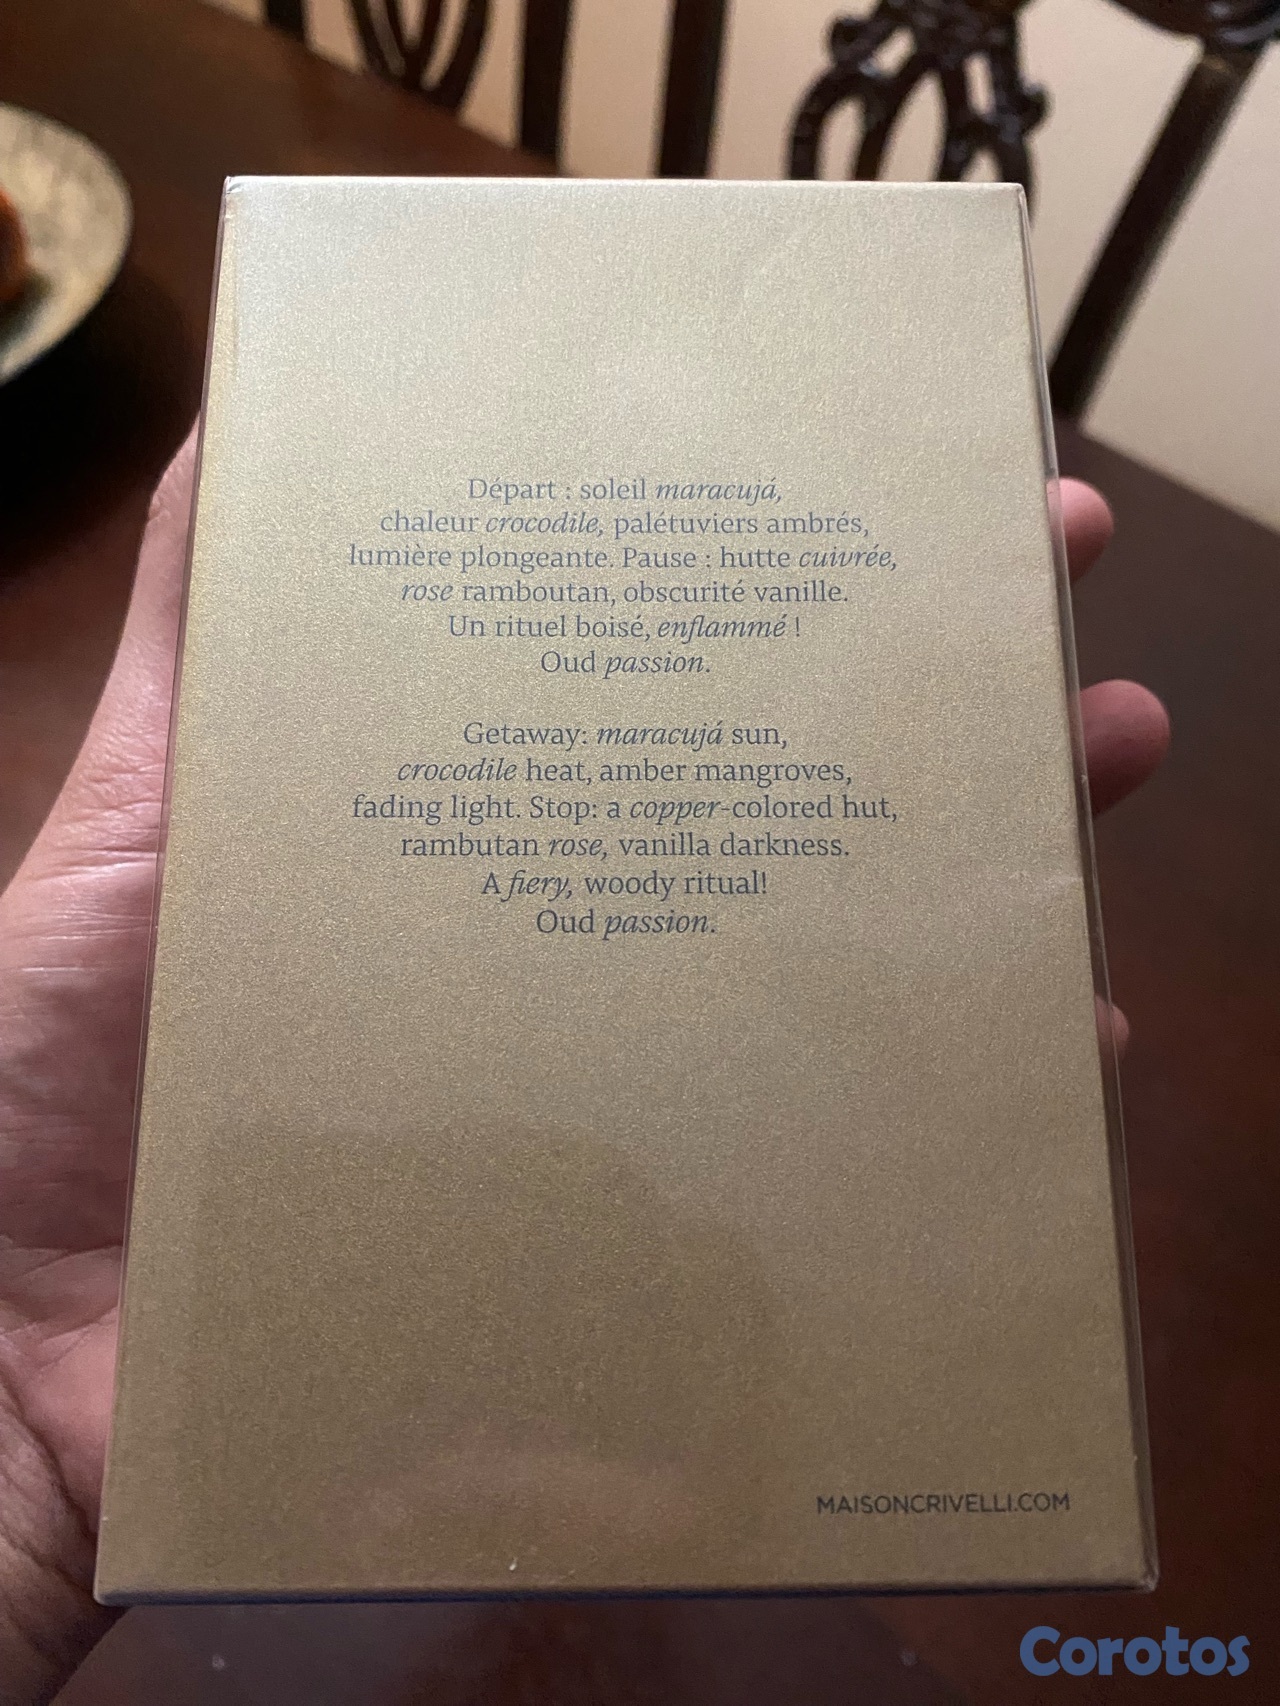 Départ : soleil maracujá,
chaleur crocodile, palétuviers ambrés,
lumière plongeante. Pause : hutte cuivrée,
rose ramboutan, obscurité vanille.
Un rituel boisé, enflammé !
Oud passion.
Getaway: maracujá sun,
crocodile heat, amber mangroves,
fading light. Stop: a copper-colored hut,
rambutan rose, vanilla darkness.
A fiery, woody ritual!
Oud passion.
MAISONCRIVELLI.COM
Corotos